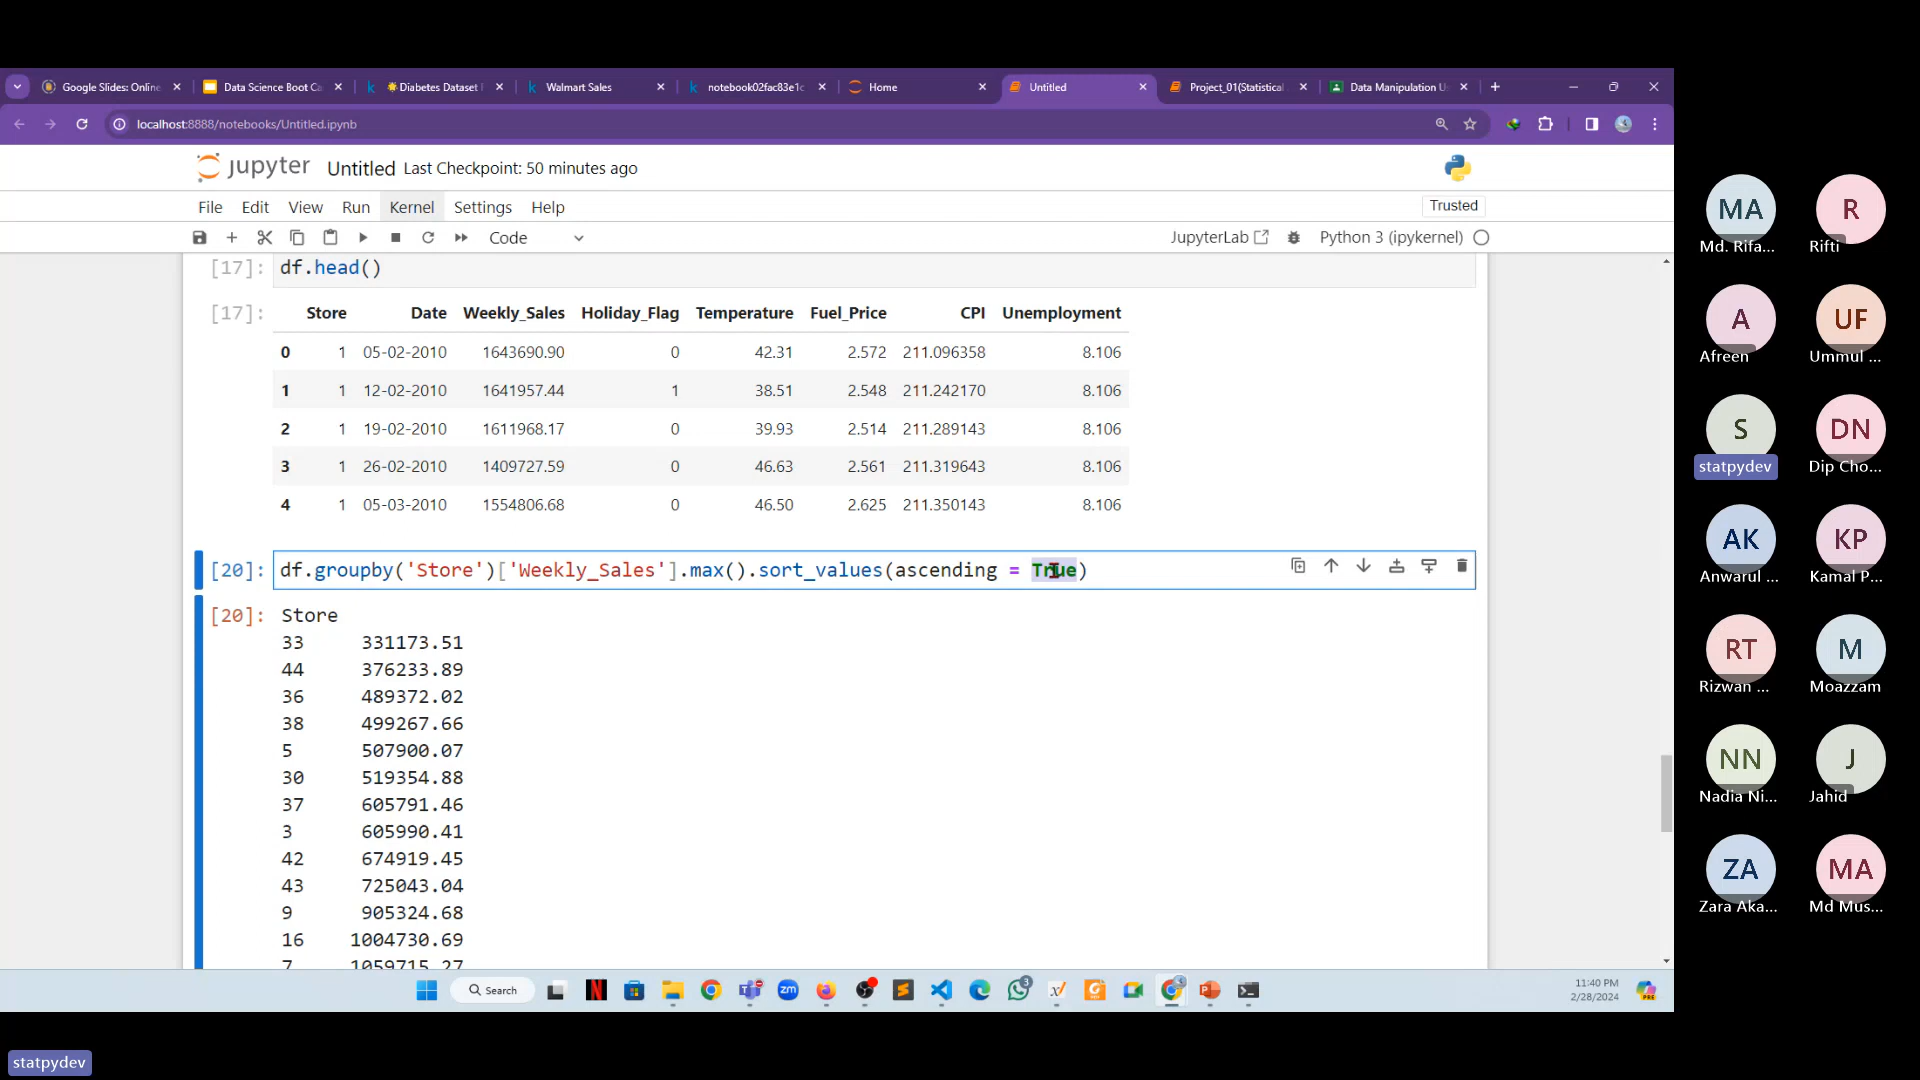 Google Slides: Online
Data Science Boot Ca
Diabetes Dataset
Walmart Sales
notebook02fac83e1c
Home
Untitled
Project_01(Statistical
Data Manipulation U
localhost:8888/notebooks/Untitled.ipynb
jupyter Untitled Last Checkpoint: 50 minutes ago
File Edit View Run Kernel Settings Help
Trusted
Code
JupyterLab
Python 3 (ipykernel)
[17]: df.head()
[17]: Store Date Weekly_Sales Holiday_Flag Temperature Fuel_Price CPI Unemployment
0 1 05-02-2010 1643690.90 0 42.31 2.572 211.096358 8.106
1 1 12-02-2010 1641957.44 1 38.51 2.548 211.242170 8.106
2 1 19-02-2010 1611968.17 0 39.93 2.514 211.289143 8.106
3 1 26-02-2010 1409727.59 0 46.63 2.561 211.319643 8.106
4 1 05-03-2010 1554806.68 0 46.50 2.625 211.350143 8.106
[20]: df.groupby('Store')['Weekly_Sales'].max().sort_values(ascending = True)
[20]: Store
33 331173.51
44 376233.89
36 489372.02
38 499267.66
5 507900.07
30 519354.88
37 605791.46
3 605990.41
42 674919.45
43 725043.04
9 905324.68
16 1004730.69
7 1059715.27
Search
zm
3
11:40 PM
2/28/2024
PRE
MA
Md. Rifa...
R
Rifti
A
Afreen
UF
Ummul ...
S
statpydev
DN
Dip Cho...
AK
Anwarul ...
KP
Kamal P...
RT
Rizwan ...
M
Moazzam
NN
Nadia Ni...
J
Jahid
ZA
Zara Aka...
MA
Md Mus...
statpydev